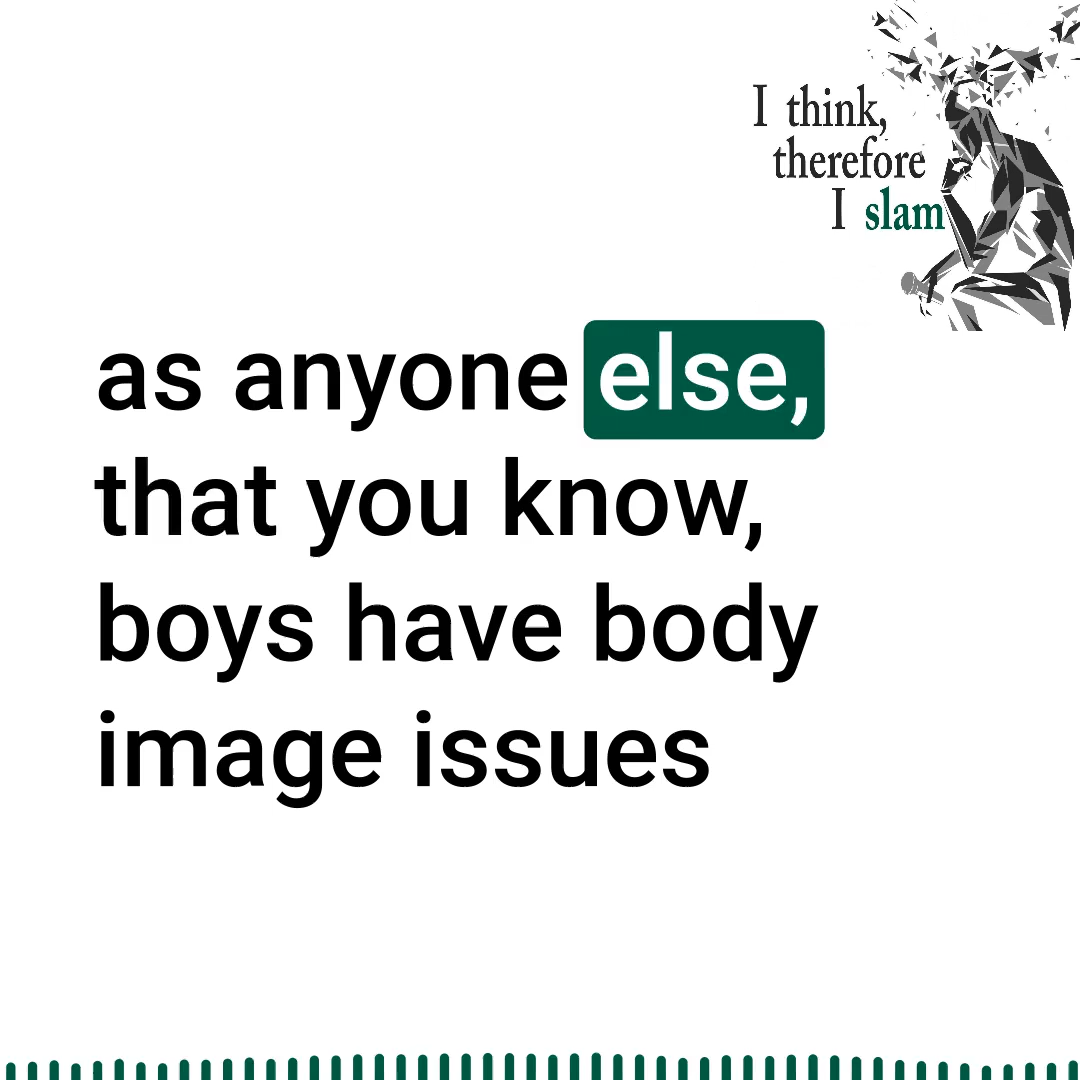 I think,
therefore
I slam
as anyone else,
that you know,
boys have body
image issues